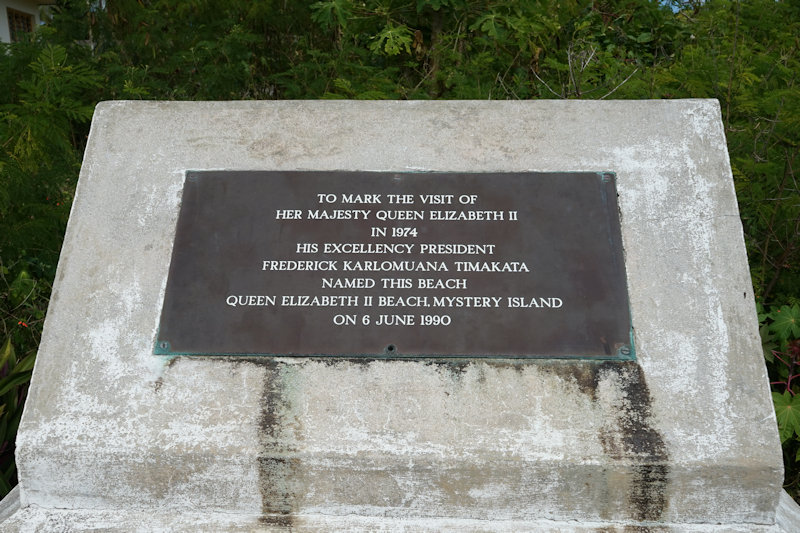 TO MARK THE VISIT OF
HER MAJESTY QUEEN ELIZABETH II
IN 1974
HIS EXCELLENCY PRESIDENT
FREDERICK KARLOMUANA TIMAKATA
NAMED THIS BEACH
QUEEN ELIZABETH II BEACH, MYSTERY ISLAND
ON 6 JUNE 1990